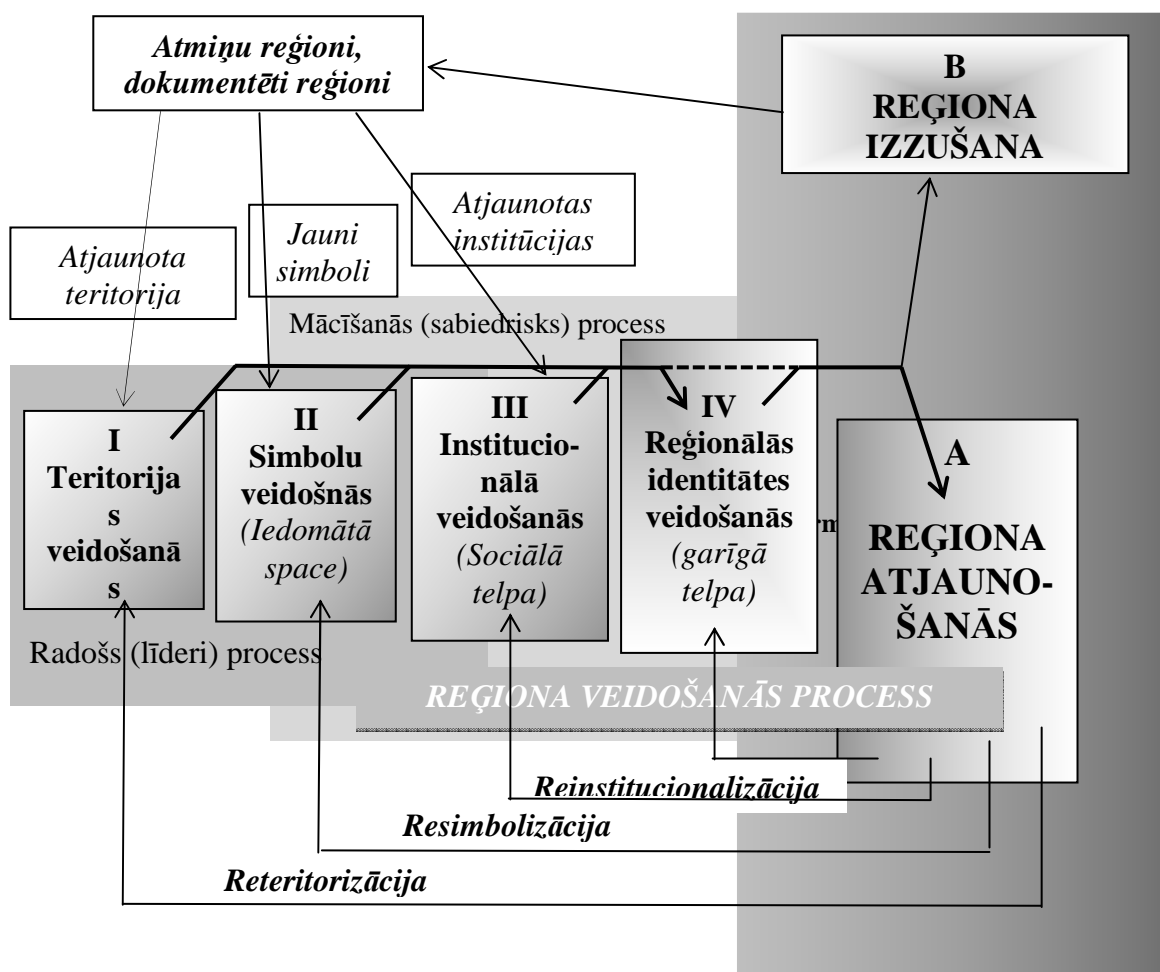 Atmiņu reģioni,
dokumentēti reģioni
B
REĢIONA
IZZUŠANA
Atjaunota
teritorija
Jauni
simboli
Atjaunotas
institūcijas
Mācīšanās (sabiedrisks) process
I
Teritorija
s
veidošanā
s
II
Simbolu
veidošnās
(Iedomātā
space)
III
Institucio-
nālā
veidošanās
(Sociālā
telpa)
IV
Reģionālās
identitātes
veidošanās
(garīgā
telpa)
A
REĢIONA
ATJAUNO-
ŠANĀS
Radošs (līderi) process
REĢIONA VEIDOŠANĀS PROCESS
Reinstitucionalizācija
Resimbolizācija
Reteritorizācija